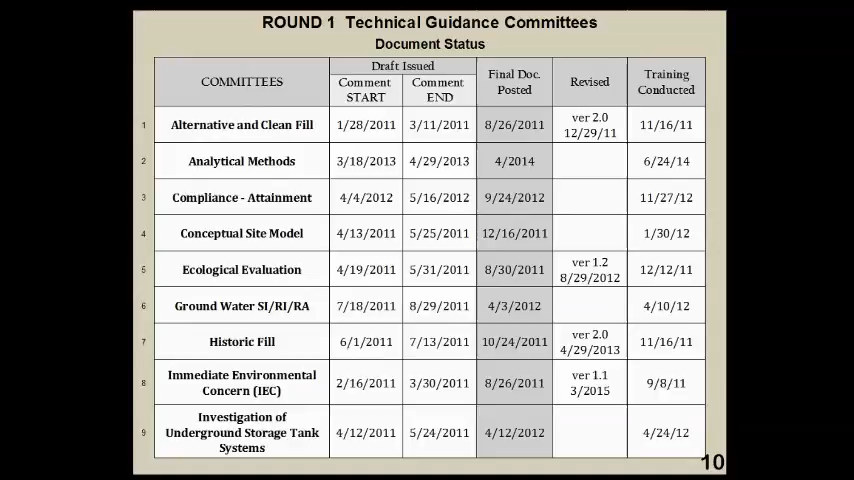 ROUND 1 Technical Guidance Committees
Document Status
COMMITTEES
Draft Issued
Comment START
Comment END
Final Doc. Posted
Revised
Training Conducted
1 Alternative and Clean Fill 1/28/2011 3/11/2011 8/26/2011 ver 2.0 12/29/11 11/16/11
2 Analytical Methods 3/18/2013 4/29/2013 4/2014 6/24/14
3 Compliance - Attainment 4/4/2012 5/16/2012 9/24/2012 11/27/12
4 Conceptual Site Model 4/13/2011 5/25/2011 12/16/2011 1/30/12
5 Ecological Evaluation 4/19/2011 5/31/2011 8/30/2011 ver 1.2 8/29/2012 12/12/11
6 Ground Water SI/RI/RA 7/18/2011 8/29/2011 4/3/2012 4/10/12
7 Historic Fill 6/1/2011 7/13/2011 10/24/2011 ver 2.0 4/29/2013 11/16/11
8 Immediate Environmental Concern (IEC) 2/16/2011 3/30/2011 8/26/2011 ver 1.1 3/2015 9/8/11
9 Investigation of Underground Storage Tank Systems 4/12/2011 5/24/2011 4/12/2012 4/24/12
10